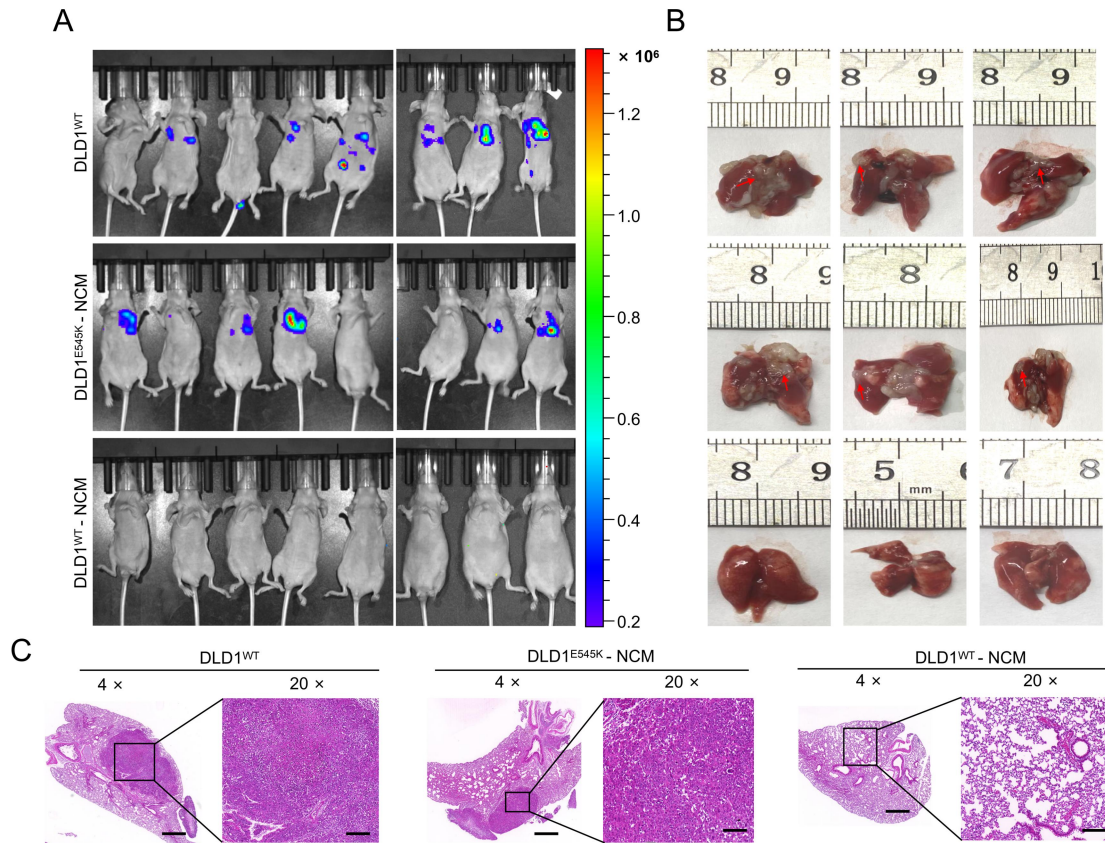 A
B
DLD1ᵂᵀ
DLD1ᴱ⁵⁴⁵ᴷ - NCM
DLD1ᵂᵀ - NCM
× 10⁶
1.2
1.0
0.8
0.6
0.4
0.2
8 9
8 9
8 9
8 9
8
8 9 1
8 9
5 6
mm
7 8
C
DLD1ᵂᵀ
4 × 20 ×
DLD1ᴱ⁵⁴⁵ᴷ - NCM
4 × 20 ×
DLD1ᵂᵀ - NCM
4 × 20 ×